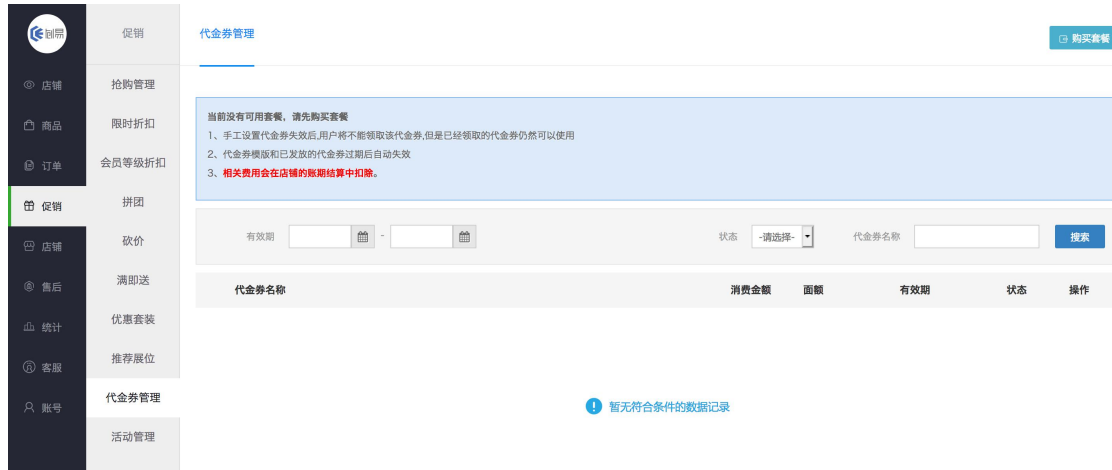 创易
促销
代金券管理
购买套餐
店铺
商品
订单
促销
店铺
售后
统计
客服
账号
抢购管理
限时折扣
会员等级折扣
拼团
砍价
满即送
优惠套装
推荐展位
代金券管理
活动管理
当前没有可用套餐，请先购买套餐
1、手工设置代金券失效后,用户将不能领取该代金券,但是已经领取的代金券仍然可以使用
2、代金券模版和已发放的代金券过期后自动失效
3、相关费用会在店铺的账期结算中扣除。
有效期 - 状态 -请选择- 代金券名称 搜索
代金券名称 消费金额 面额 有效期 状态 操作
暂无符合条件的数据记录